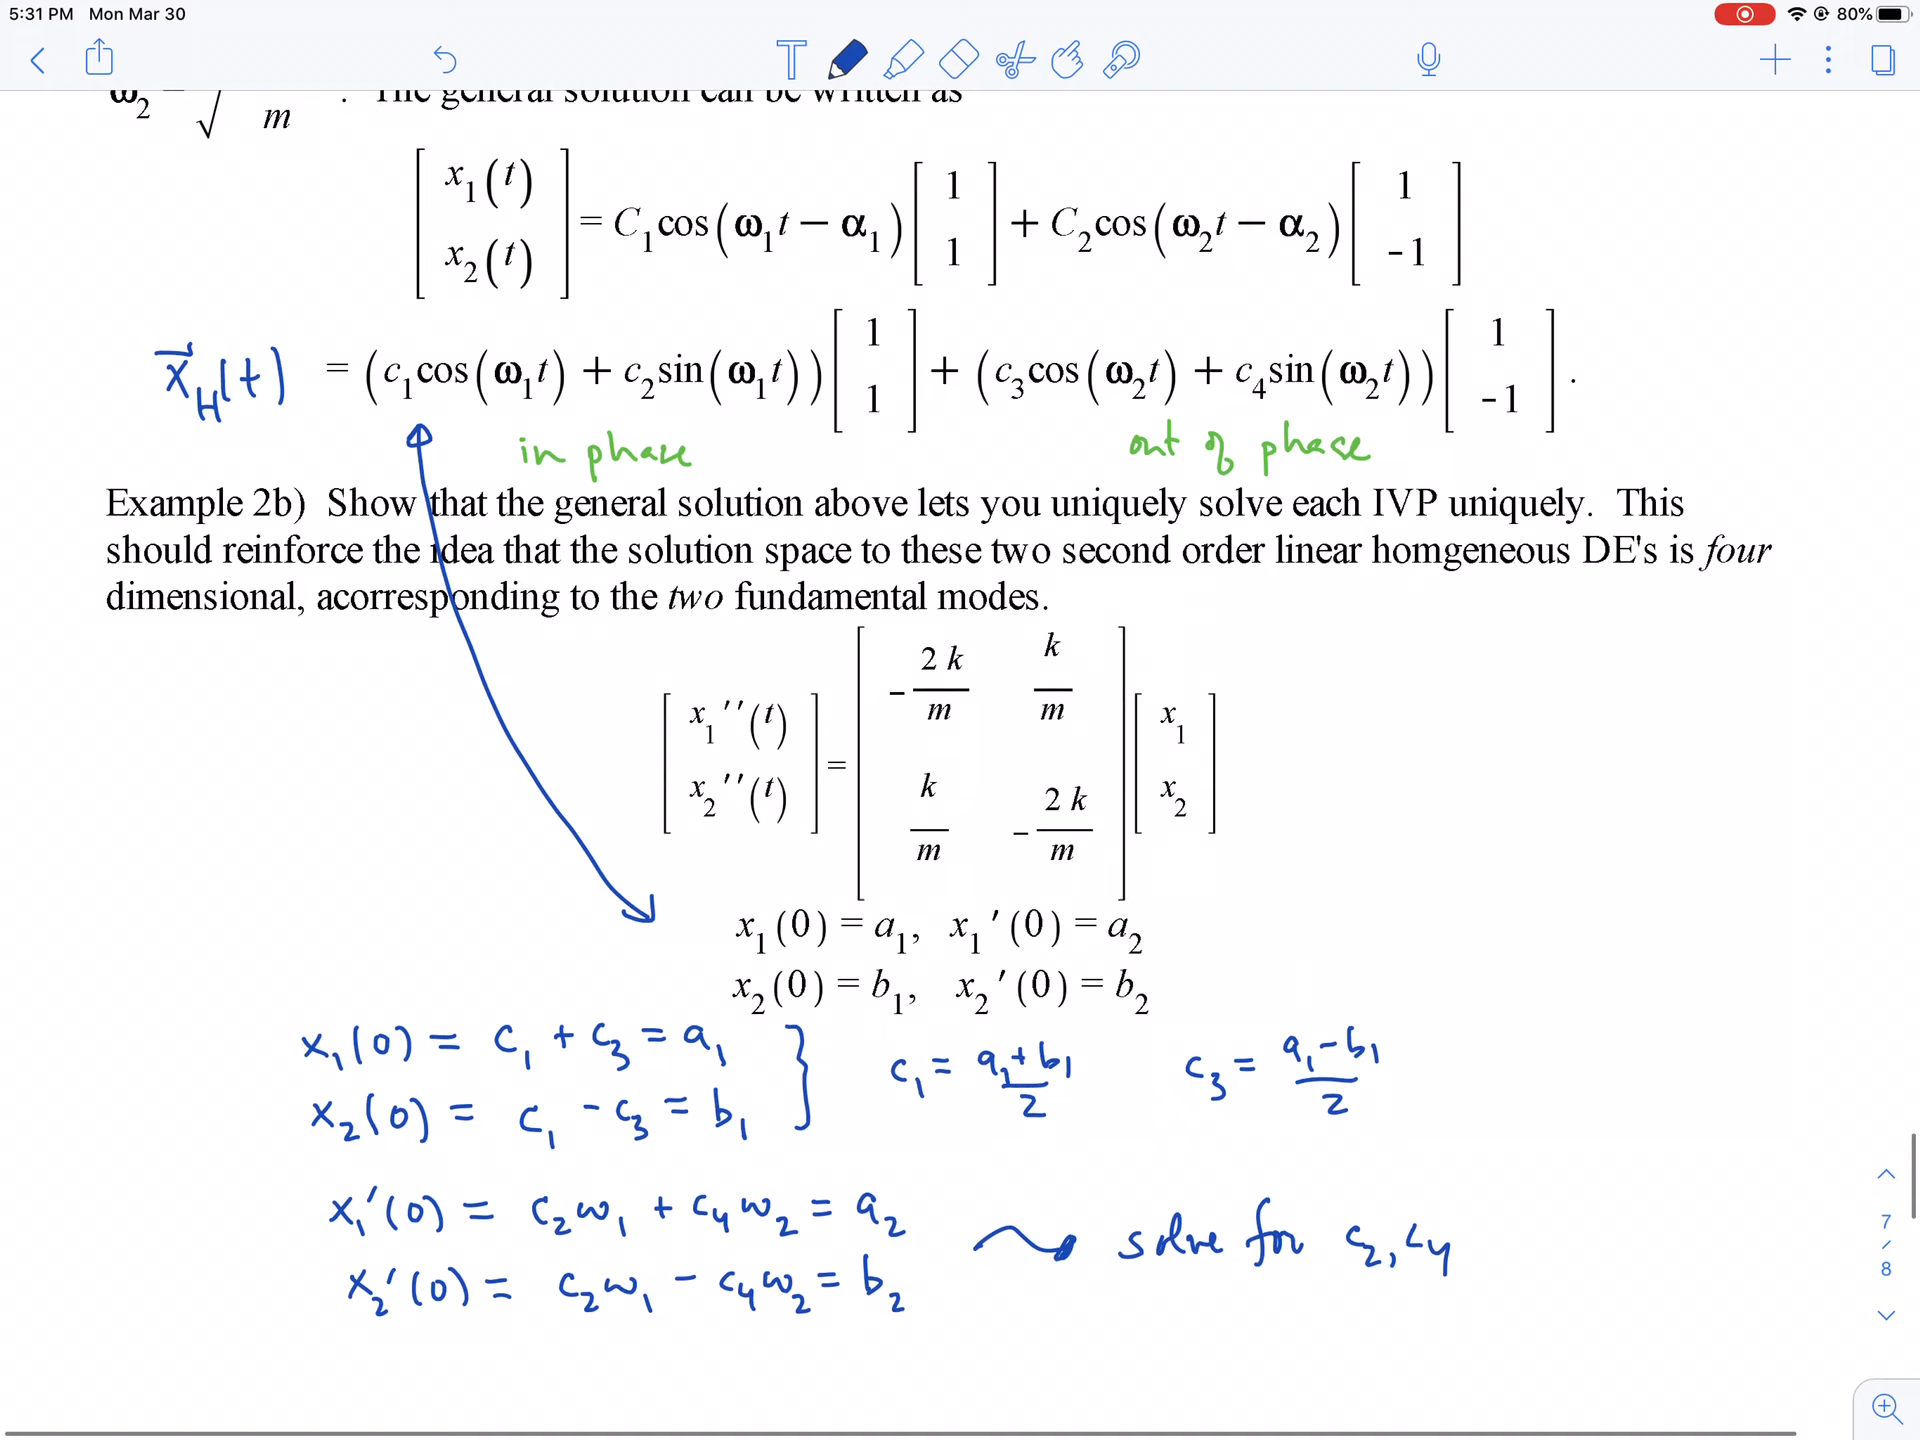 5:31 PM Mon Mar 30 80%
ω₂ = √ m . The general solution can be written as
[ x₁(t) ; x₂(t) ] = C₁cos(ω₁t − α₁) [ 1 ; 1 ] + C₂cos(ω₂t − α₂) [ 1 ; -1 ]
x⃗_H(t) = (c₁cos(ω₁t) + c₂sin(ω₁t)) [ 1 ; 1 ] + (c₃cos(ω₂t) + c₄sin(ω₂t)) [ 1 ; -1 ].
in phase out of phase
Example 2b) Show that the general solution above lets you uniquely solve each IVP uniquely. This
should reinforce the idea that the solution space to these two second order linear homgeneous DE's is four
dimensional, acorresponding to the two fundamental modes.
[ x₁''(t) ; x₂''(t) ] = [ -2k/m k/m ; k/m -2k/m ] [ x₁ ; x₂ ]
x₁(0) = a₁, x₁'(0) = a₂
x₂(0) = b₁, x₂'(0) = b₂
x₁(0) = c₁ + c₃ = a₁ } c₁ = (a₁+b₁)/2 c₃ = (a₁−b₁)/2
x₂(0) = c₁ − c₃ = b₁
x₁'(0) = c₂ω₁ + c₄ω₂ = a₂ solve for c₂, c₄
x₂'(0) = c₂ω₁ − c₄ω₂ = b₂
7
/
8